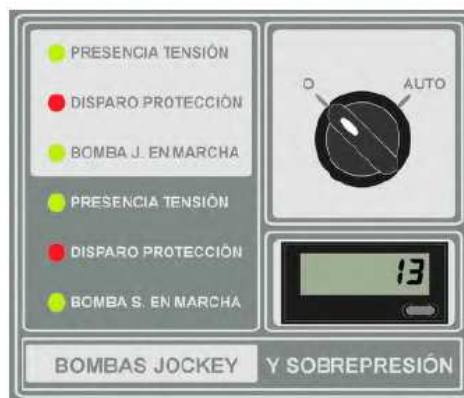 PRESENCIA TENSIÓN
DISPARO PROTECCIÓN
BOMBA J. EN MARCHA
PRESENCIA TENSIÓN
DISPARO PROTECCIÓN
BOMBA S. EN MARCHA
O AUTO
13
BOMBAS JOCKEY Y SOBREPRESIÓN